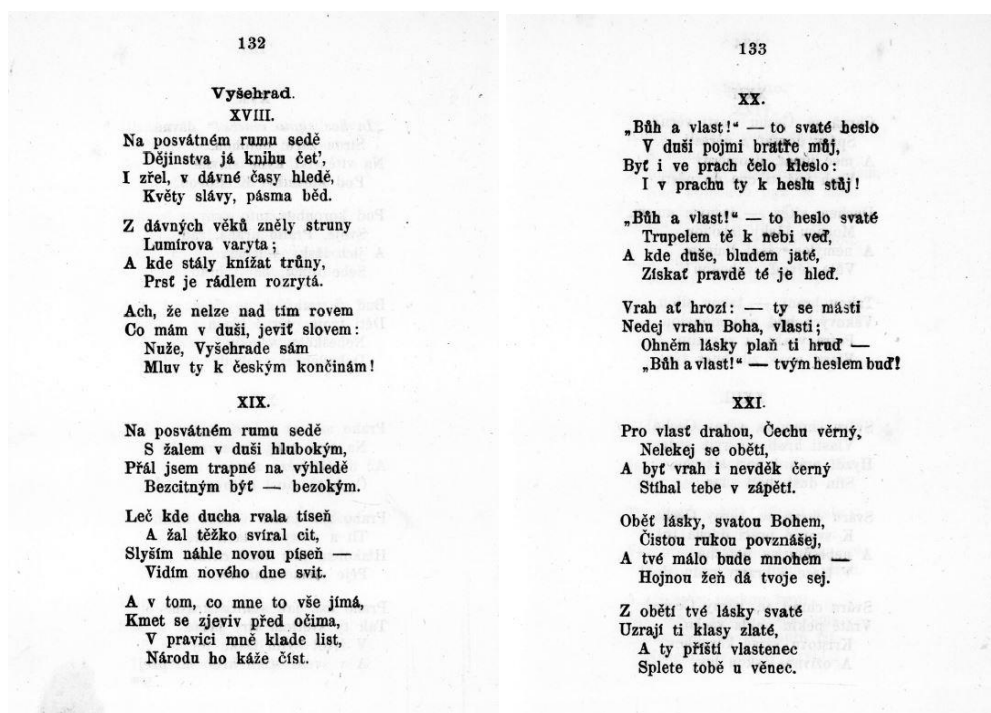 132
Vyšehrad.
XVIII.
Na posvátném rumu sedě
Dějinstva já knihu čet’,
I zřel, v dávné časy hledě,
Květy slávy, pásma běd.
Z dávných věků zněly struny
Lumírova varyta;
A kde stály knížat trůny,
Prsť je rádlem rozrytá.
Ach, že nelze nad tím rovem
Co mám v duši, jeviť slovem:
Nuže, Vyšehrade sám
Mluv ty k českým končinám!
XIX.
Na posvátném rumu sedě
S žalem v duši hlubokým,
Přál jsem trapné na výhledě
Bezcitným býť — bezokým.
Leč kde ducha rvala tíseň
A žal těžko svíral cit,
Slyším náhle novou píseň —
Vidím nového dne svit.
A v tom, co mne to vše jímá,
Kmet se zjeviv před očima,
V pravici mně klade list,
Národu ho káže číst.
133
XX.
„Bůh a vlast!“ — to svaté heslo
V duši pojmi bratře můj,
Byť i ve prach čelo kleslo:
I v prachu ty k heslu stůj!
„Bůh a vlast!“ — to heslo svaté
Trupelem tě k nebi veď,
A kde duše, bludem jaté,
Získať pravdě té je hleď.
Vrah ať hrozí: — ty se mástí
Nedej vrahu Boha, vlasti;
Ohněm lásky plaň ti hruď —
„Bůh a vlast!“ — tvým heslem buď!
XXI.
Pro vlasť drahou, Čechu věrný,
Nelekej se obětí,
A byť vrah i nevděk černý
Stíhal tebe v zápětí.
Oběť lásky, svatou Bohem,
Čistou rukou povznášej,
A tvé málo bude mnohem —
Hojnou žeň dá tvoje sej.
Z obětí tvé lásky svaté
Uzrají ti klasy zlaté,
A ty příští vlastenec
Splete tobě u věnec.